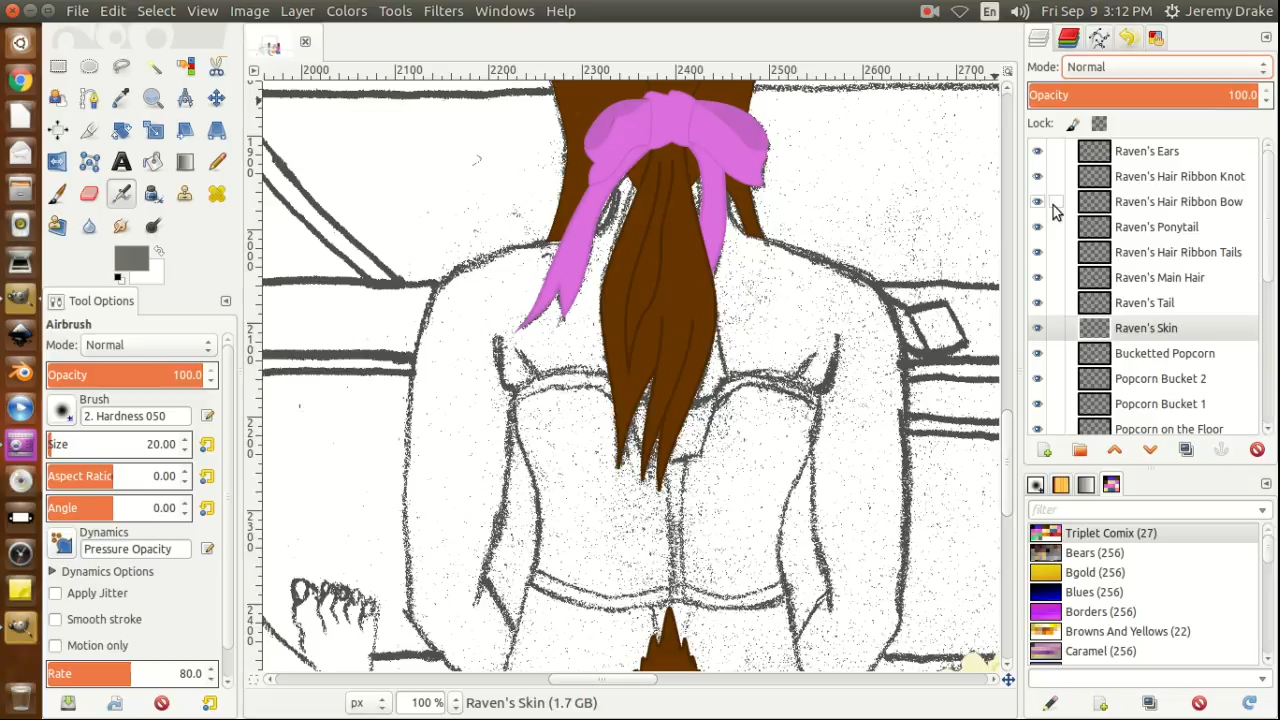 File Edit Select View Image Layer Colors Tools Filters Windows Help En Fri Sep 9 3:12 PM Jeremy Drake
2000 2100 2200 2300 2400 2500 2600 2700
Mode: Normal
Opacity 100.0
Lock:
Raven's Ears
Raven's Hair Ribbon Knot
Raven's Hair Ribbon Bow
Raven's Ponytail
Raven's Hair Ribbon Tails
Raven's Main Hair
Raven's Tail
Raven's Skin
Bucketted Popcorn
Popcorn Bucket 2
Popcorn Bucket 1
Popcorn on the Floor
filter
Triplet Comix (27)
Bears (256)
Bgold (256)
Blues (256)
Borders (256)
Browns And Yellows (22)
Caramel (256)
Tool Options
Airbrush
Mode: Normal
Opacity 100.0
Brush
2. Hardness 050
Size 20.00
Aspect Ratio 0.00
Angle 0.00
Dynamics
Pressure Opacity
Dynamics Options
Apply Jitter
Smooth stroke
Motion only
Rate 80.0
px 100 % Raven's Skin (1.7 GB)